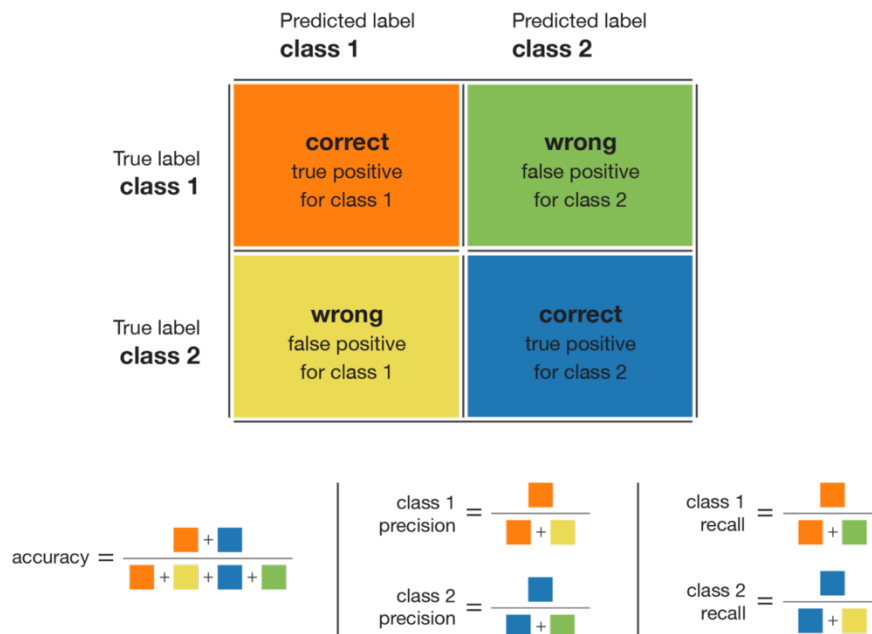 Predicted label
class 1
Predicted label
class 2
True label
class 1
correct
true positive
for class 1
wrong
false positive
for class 2
True label
class 2
wrong
false positive
for class 1
correct
true positive
for class 2
accuracy =
+
+ + +
class 1
precision
=
+
class 2
precision
=
+
class 1
recall
=
+
class 2
recall
=
+